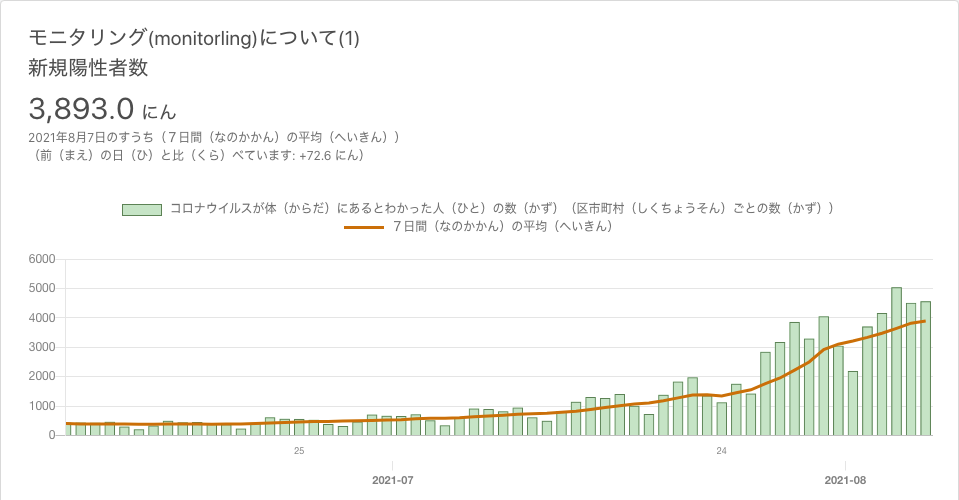 モニタリング(monitorling)について(1)
新規陽性者数
3,893.0 にん
2021年8月7日のすうち（７日間（なのかかん）の平均（へいきん））
（前（まえ）の日（ひ）と比（くら）べています: +72.6 にん）
コロナウイルスが体（からだ）にあるとわかった人（ひと）の数（かず）（区市町村（しくちょうそん）ごとの数（かず））
７日間（なのかかん）の平均（へいきん）
6000
5000
4000
3000
2000
1000
0
25 24
2021-07 2021-08